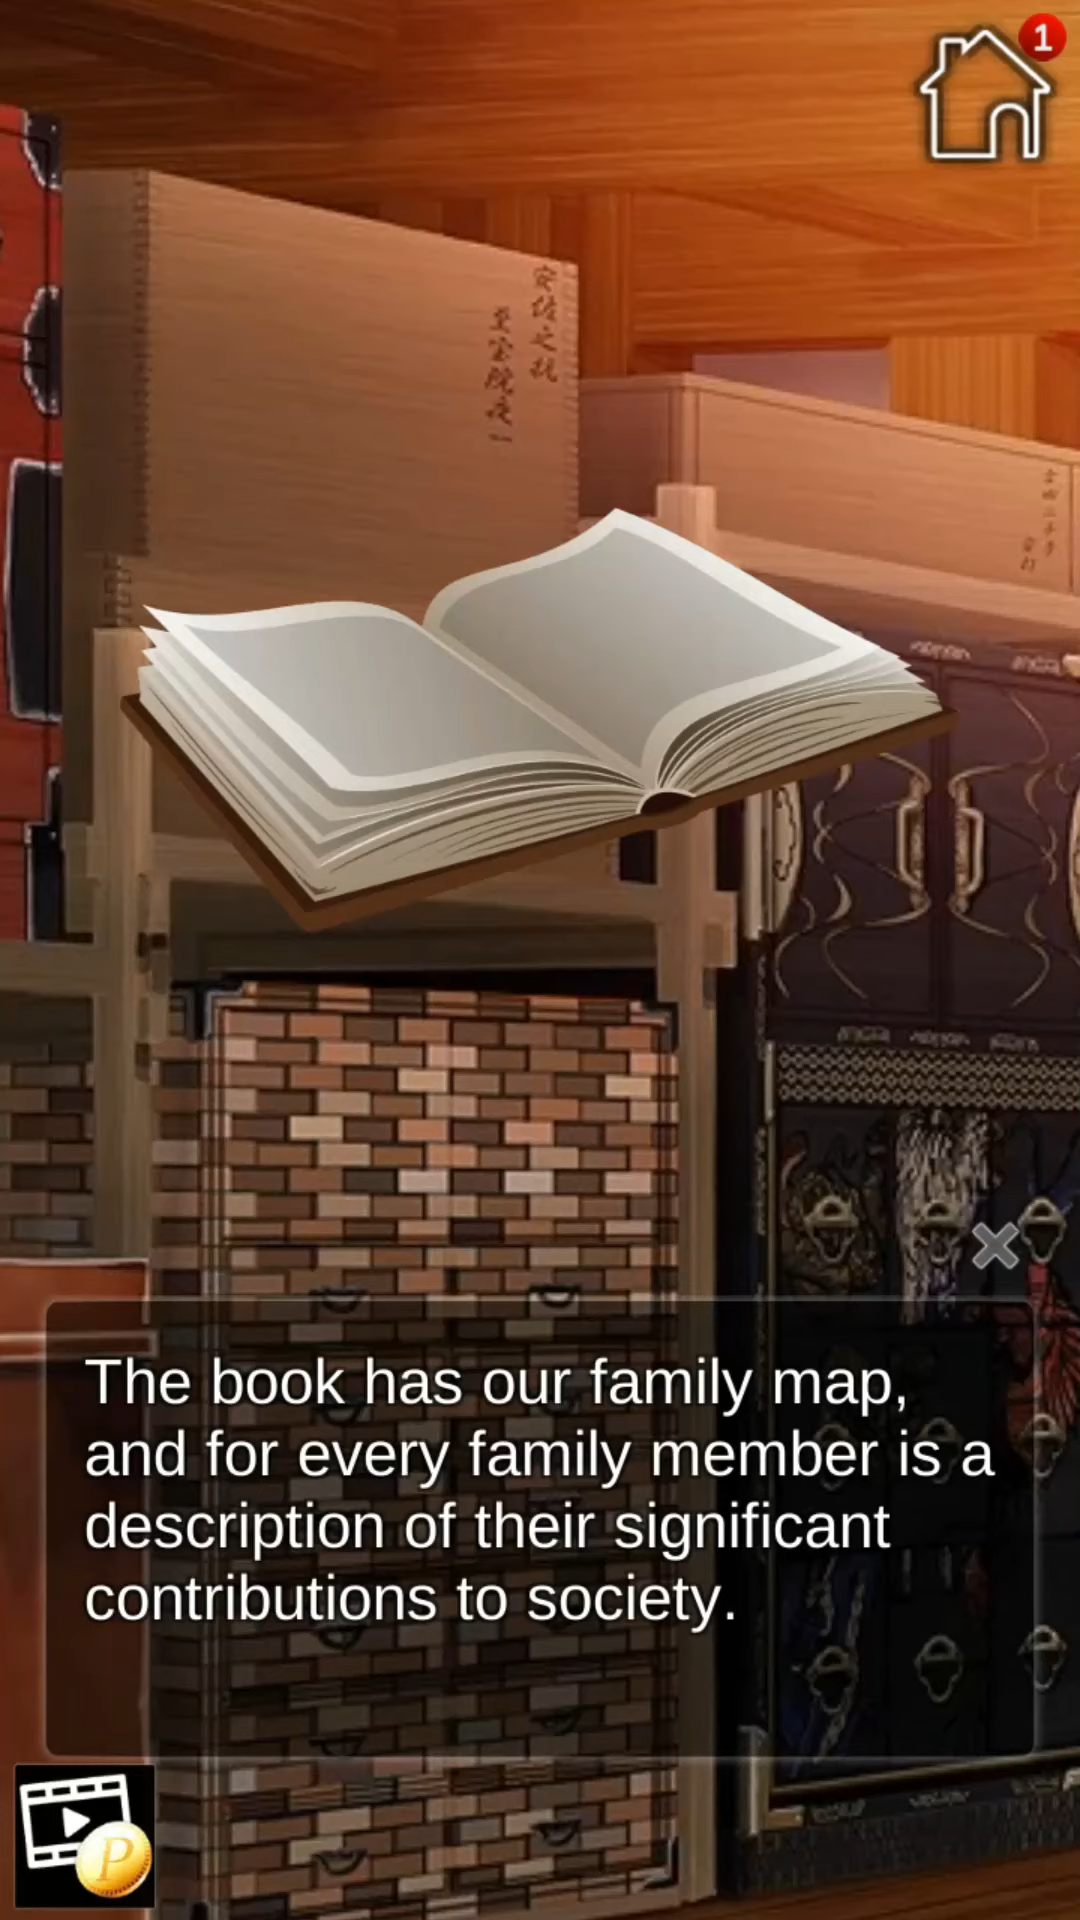 1
The book has our family map,
and for every family member is a
description of their significant
contributions to society.
P